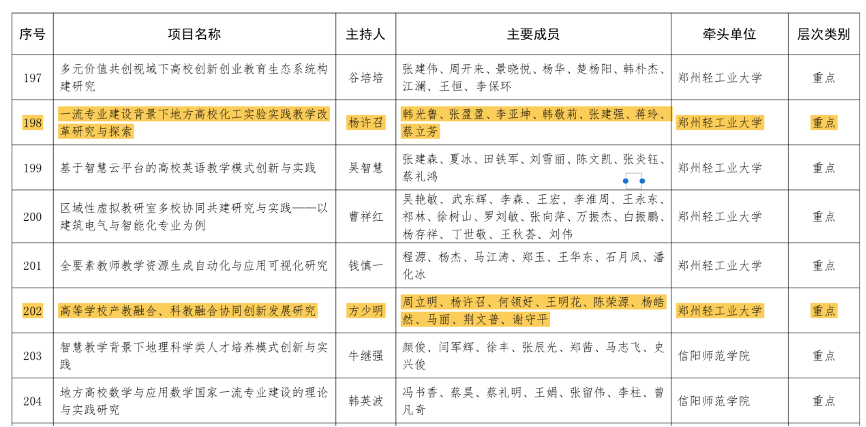 序号 项目名称 主持人 主要成员 牵头单位 层次类别
197 多元价值共创视域下高校创新创业教育生态系统构建研究 谷培培 张建伟、周开来、景晓悦、杨华、楚杨阳、韩朴杰、江澜、王恒、李保环 郑州轻工业大学 重点
198 一流专业建设背景下地方高校化工实验实践教学改革研究与探索 杨许召 韩光鲁、张盈盈、李亚坤、韩敬莉、张建强、蒋玲、蔡立芳 郑州轻工业大学 重点
199 基于智慧云平台的高校英语教学模式创新与实践 吴智慧 张建森、夏冰、田铁军、刘雪丽、陈文凯、张炎钰、蔡礼鸿 郑州轻工业大学 重点
200 区域性虚拟教研室多校协同共建研究与实践——以建筑电气与智能化专业为例 曹祥红 吴艳敏、武东辉、李森、王宏、李淮周、王永东、祁林、徐树山、罗刘敏、张向萍、万振杰、白振鹏、杨存祥、丁世敬、王秋荟、刘伟 郑州轻工业大学 重点
201 全要素教师教学资源生成自动化与应用可视化研究 钱慎一 程源、杨杰、马江涛、郑玉、王华东、石月凤、潘化冰 郑州轻工业大学 重点
202 高等学校产教融合、科教融合协同创新发展研究 方少明 周立明、杨许召、何领好、王明花、陈荣源、杨皓然、马丽、荆文普、谢守平 郑州轻工业大学 重点
203 智慧教学背景下地理科学类人才培养模式创新与实践 牛继强 颜俊、闫军辉、徐丰、张辰光、郑茜、马志飞、史兴俊 信阳师范学院 重点
204 地方高校数学与应用数学国家一流专业建设的理论与实践研究 韩英波 冯书香、蔡昊、蔡礼明、王娟、张留伟、李柱、曾凡奇 信阳师范学院 重点